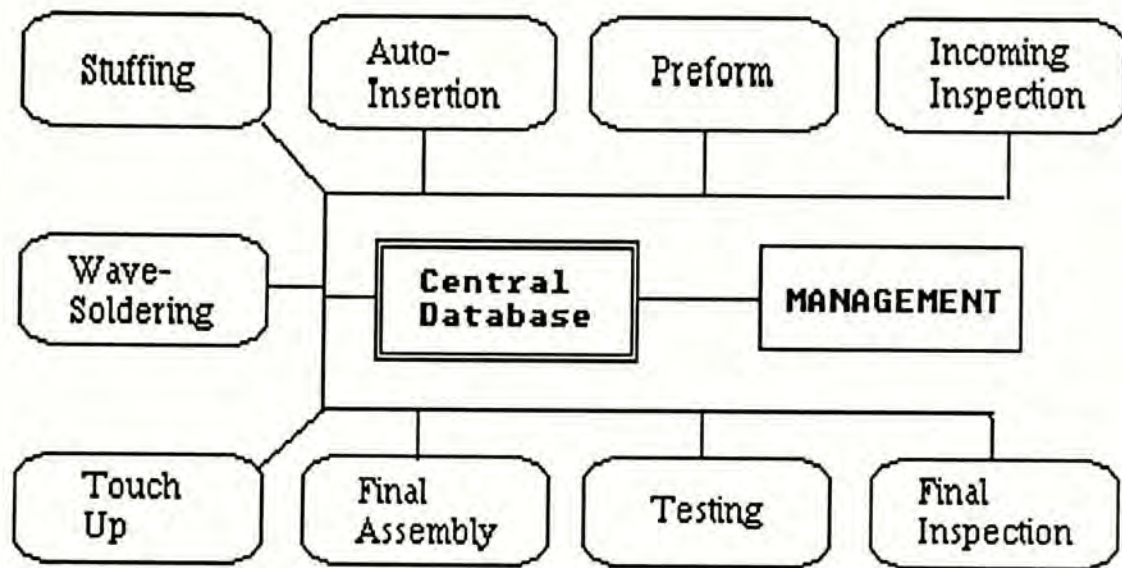 Stuffing
Auto-
Insertion
Preform
Incoming
Inspection
Wave-
Soldering
Central
Database
MANAGEMENT
Touch
Up
Final
Assembly
Testing
Final
Inspection